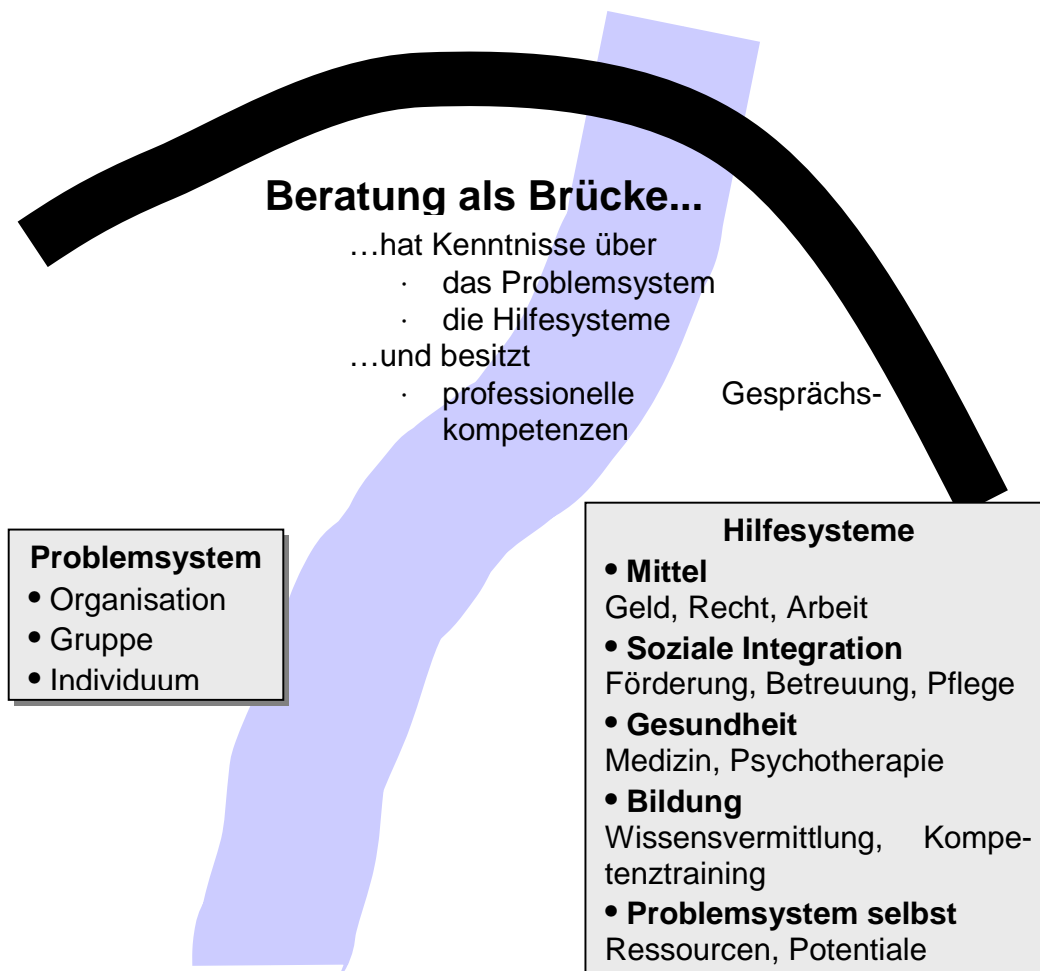 Beratung als Brücke...
…hat Kenntnisse über
· das Problemsystem
· die Hilfesysteme
…und besitzt
· professionelle Gesprächs-
kompetenzen
Problemsystem
• Organisation
• Gruppe
• Individuum
Hilfesysteme
• Mittel
Geld, Recht, Arbeit
• Soziale Integration
Förderung, Betreuung, Pflege
• Gesundheit
Medizin, Psychotherapie
• Bildung
Wissensvermittlung, Kompe-
tenztraining
• Problemsystem selbst
Ressourcen, Potentiale